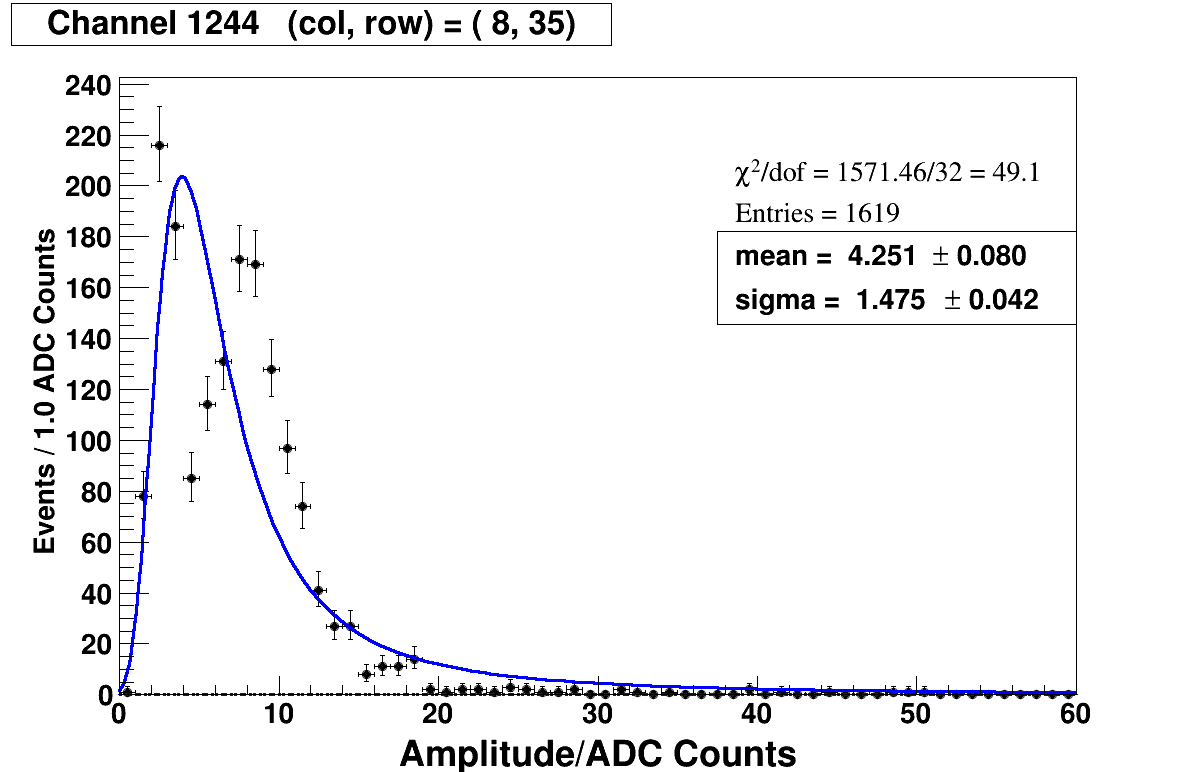 Channel 1244 (col, row) = ( 8, 35)
240
220
200
180
160
140
120
100
80
60
40
20
0
Events / 1.0 ADC Counts
χ²/dof = 1571.46/32 = 49.1
Entries = 1619
mean = 4.251 ± 0.080
sigma = 1.475 ± 0.042
0 10 20 30 40 50 60
Amplitude/ADC Counts